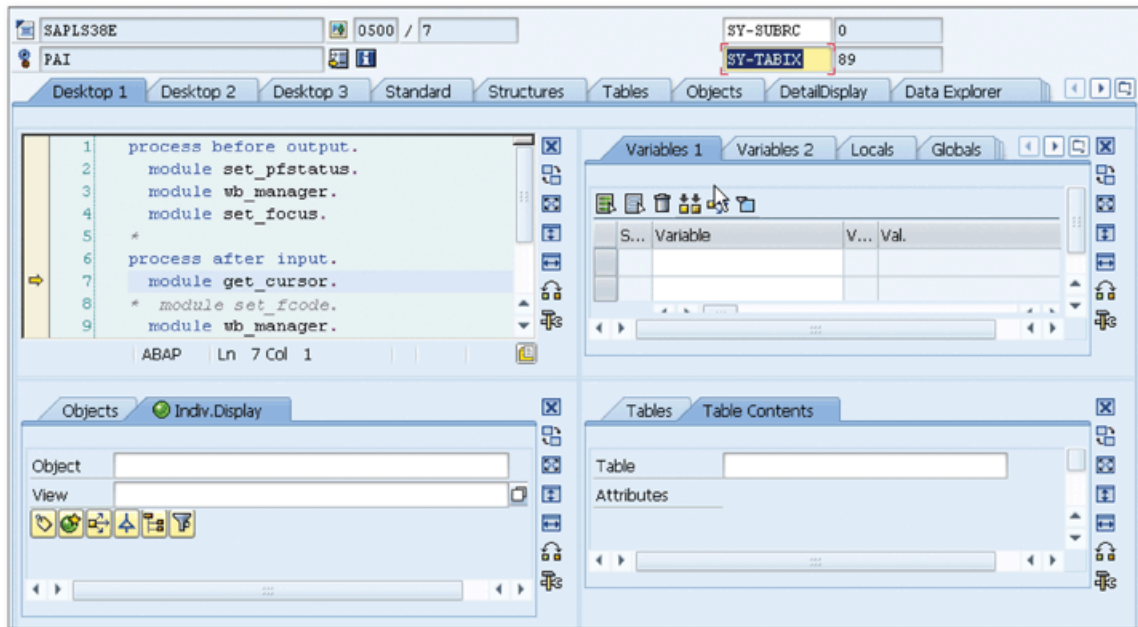 SAPLS38E 0500 / 7 SY-SUBRC 0
PAI SY-TABIX 89
Desktop 1 Desktop 2 Desktop 3 Standard Structures Tables Objects DetailDisplay Data Explorer
1 process before output.
2 module set_pfstatus.
3 module wb_manager.
4 module set_focus.
5 *
6 process after input.
7 module get_cursor.
8 * module set_fcode.
9 module wb_manager.
ABAP Ln 7 Col 1
Variables 1 Variables 2 Locals Globals
S... Variable V... Val.
Objects Indiv.Display
Object
View
Tables Table Contents
Table
Attributes